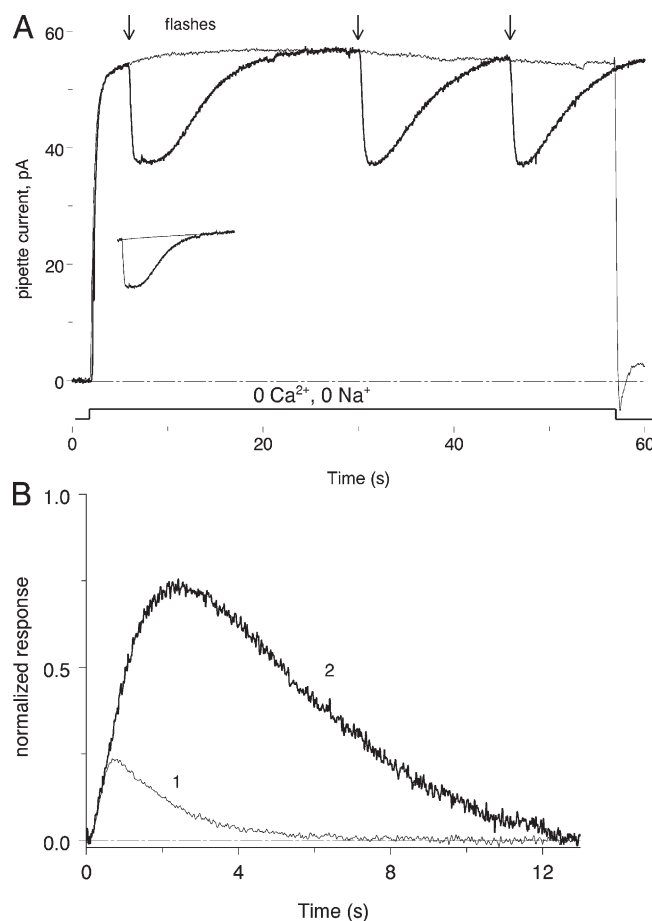 A
flashes
60
40
20
0
pipette current, pA
0 Ca²⁺, 0 Na⁺
0 20 40 60
Time (s)
B
1.0
0.5
0.0
normalized response
2
1
0 4 8 12
Time (s)